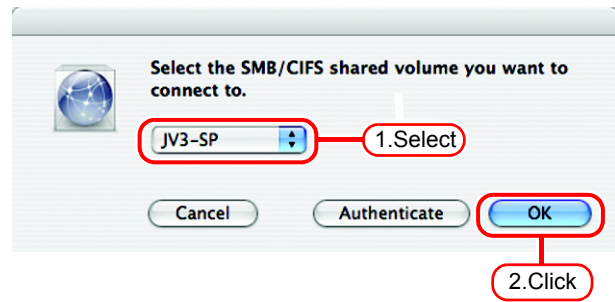 Select the SMB/CIFS shared volume you want to
connect to.
JV3-SP
1.Select
Cancel
Authenticate
OK
2.Click